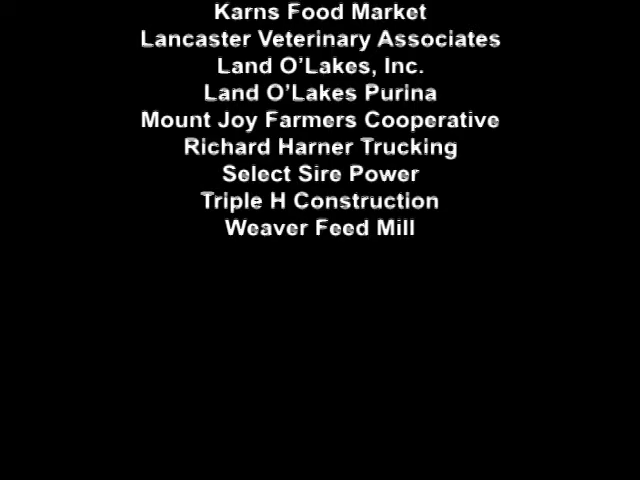 Karns Food Market
Lancaster Veterinary Associates
Land O’Lakes, Inc.
Land O’Lakes Purina
Mount Joy Farmers Cooperative
Richard Harner Trucking
Select Sire Power
Triple H Construction
Weaver Feed Mill